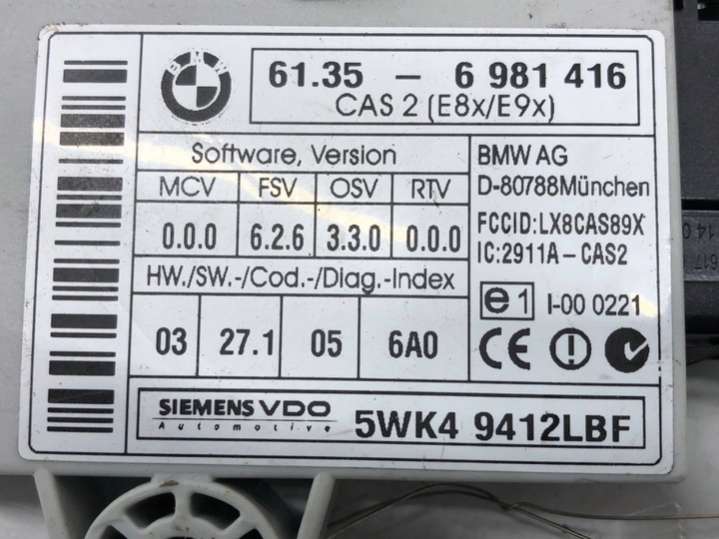 BMW
61.35 - 6 981 416
CAS 2 (E8x/E9x)
Software, Version
MCV FSV OSV RTV
0.0.0 6.2.6 3.3.0 0.0.0
HW./SW.-/Cod.-/Diag.-Index
03 27.1 05 6A0
BMW AG
D-80788München
FCCID:LX8CAS89X
IC:2911A-CAS2
e1 I-00 0221
CE
SIEMENS VDO
Automotive
5WK4 9412LBF